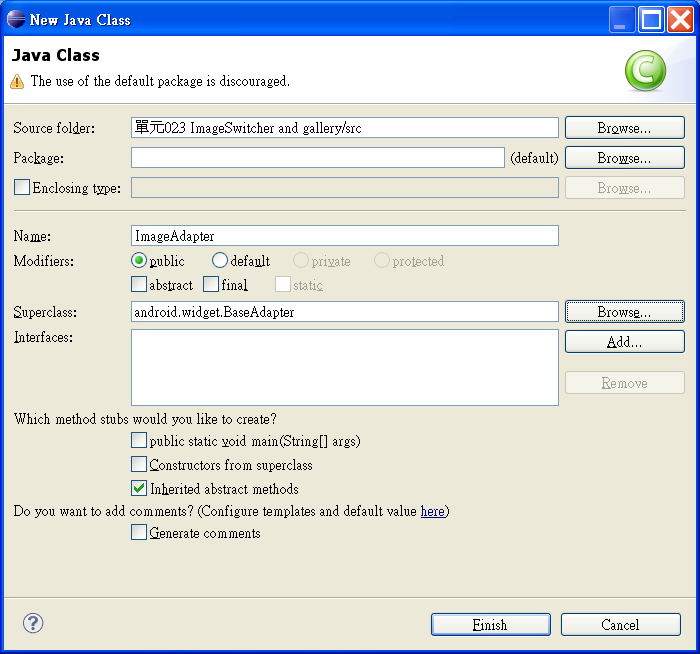 New Java Class
Java Class
The use of the default package is discouraged.
Source folder: 單元023 ImageSwitcher and gallery/src Browse...
Package: (default) Browse...
Enclosing type: Browse...
Name: ImageAdapter
Modifiers: public default private protected
abstract final static
Superclass: android.widget.BaseAdapter Browse...
Interfaces: Add...
Remove
Which method stubs would you like to create?
public static void main(String[] args)
Constructors from superclass
Inherited abstract methods
Do you want to add comments? (Configure templates and default value here)
Generate comments
? Finish Cancel